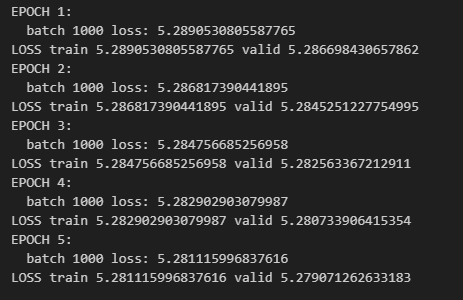 EPOCH 1:
batch 1000 loss: 5.2890530805587765
LOSS train 5.2890530805587765 valid 5.286698430657862
EPOCH 2:
batch 1000 loss: 5.286817390441895
LOSS train 5.286817390441895 valid 5.2845251227754995
EPOCH 3:
batch 1000 loss: 5.284756685256958
LOSS train 5.284756685256958 valid 5.282563367212911
EPOCH 4:
batch 1000 loss: 5.282902903079987
LOSS train 5.282902903079987 valid 5.280733906415354
EPOCH 5:
batch 1000 loss: 5.281115996837616
LOSS train 5.281115996837616 valid 5.279071262633183